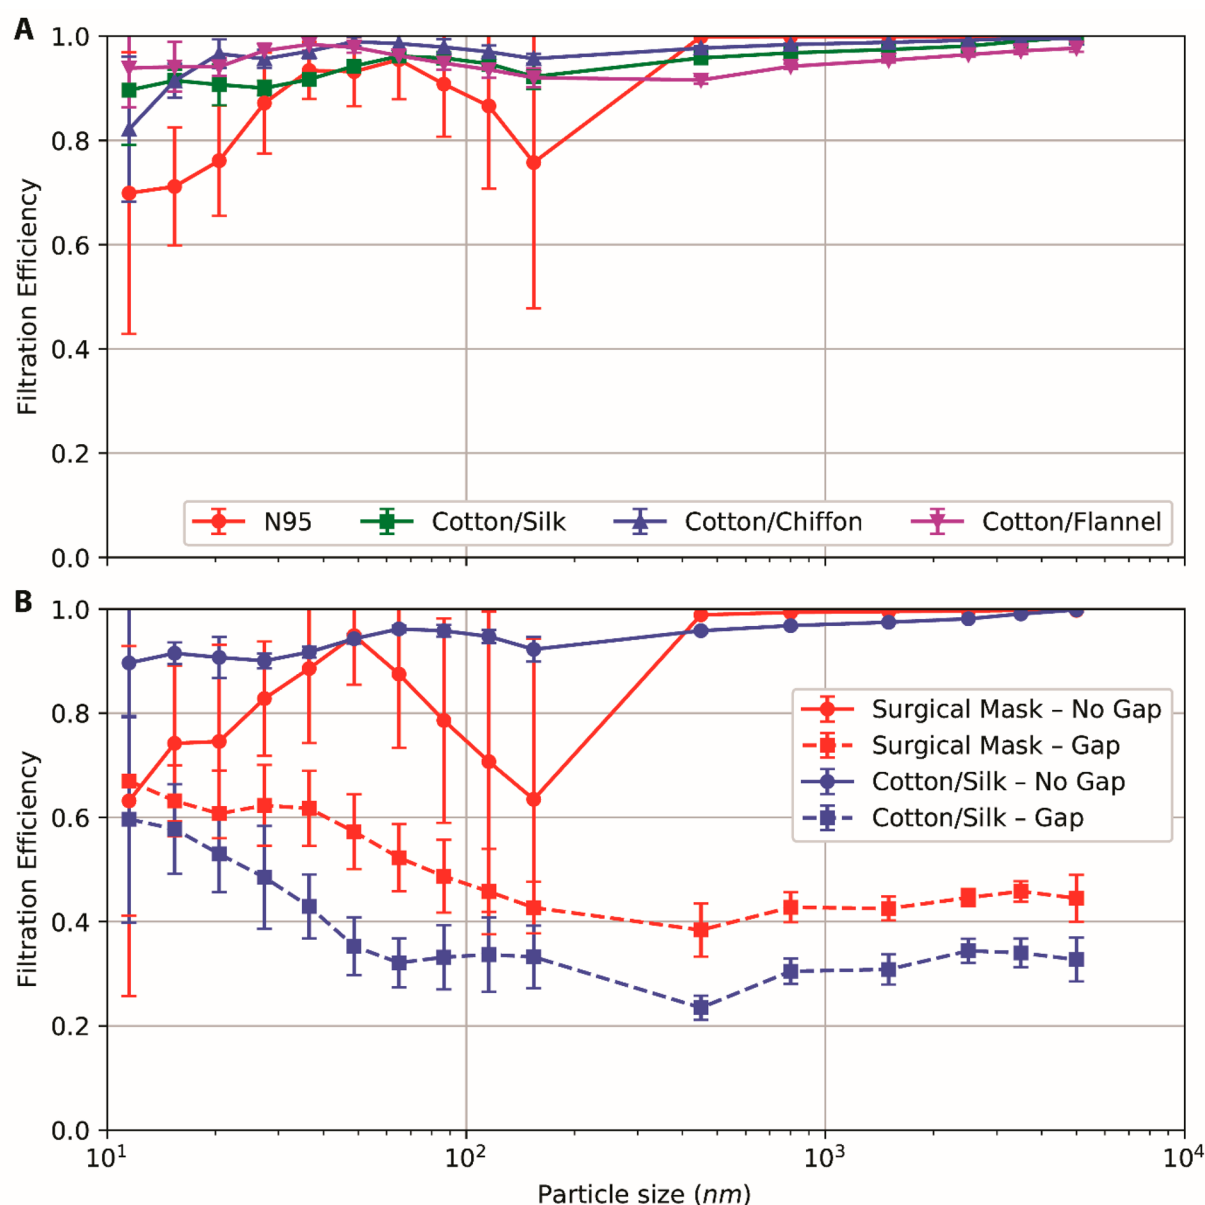 A
1.0
0.8
0.6
0.4
0.2
0.0
Filtration Efficiency
N95 Cotton/Silk Cotton/Chiffon Cotton/Flannel
B
1.0
0.8
0.6
0.4
0.2
0.0
Filtration Efficiency
Surgical Mask – No Gap
Surgical Mask – Gap
Cotton/Silk – No Gap
Cotton/Silk – Gap
10¹ 10² 10³ 10⁴
Particle size (nm)